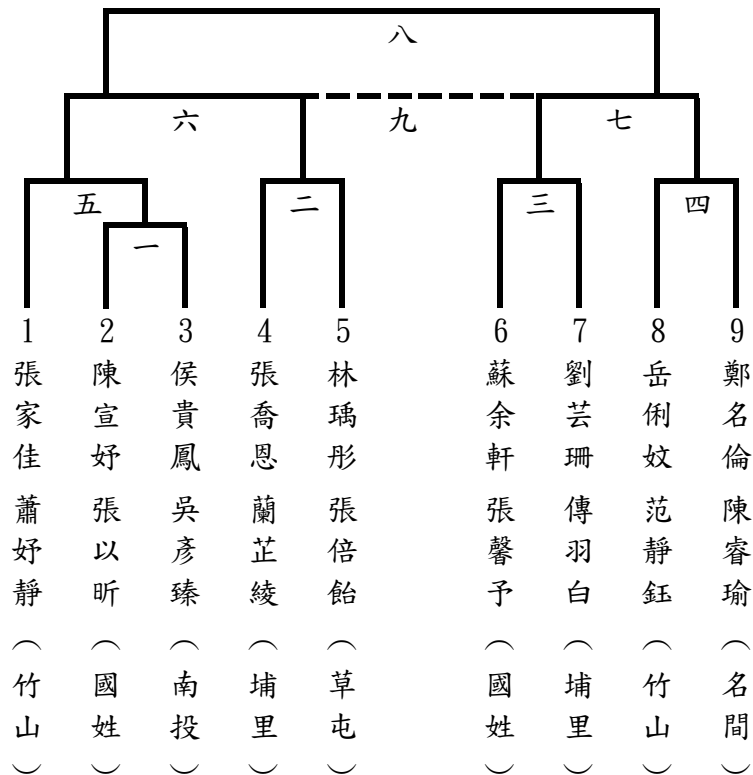 八
六
九
七
五
二
三
四
一
1 張家佳 蕭妤靜 （竹山）
2 陳宣妤 張以昕 （國姓）
3 侯貴鳳 吳彥臻 （南投）
4 張喬恩 蘭芷綾 （埔里）
5 林瑀彤 張倍飴 （草屯）
6 蘇余軒 張馨予 （國姓）
7 劉芸珊 傳羽白 （埔里）
8 岳俐妏 范靜鈺 （竹山）
9 鄭名倫 陳睿瑜 （名間）